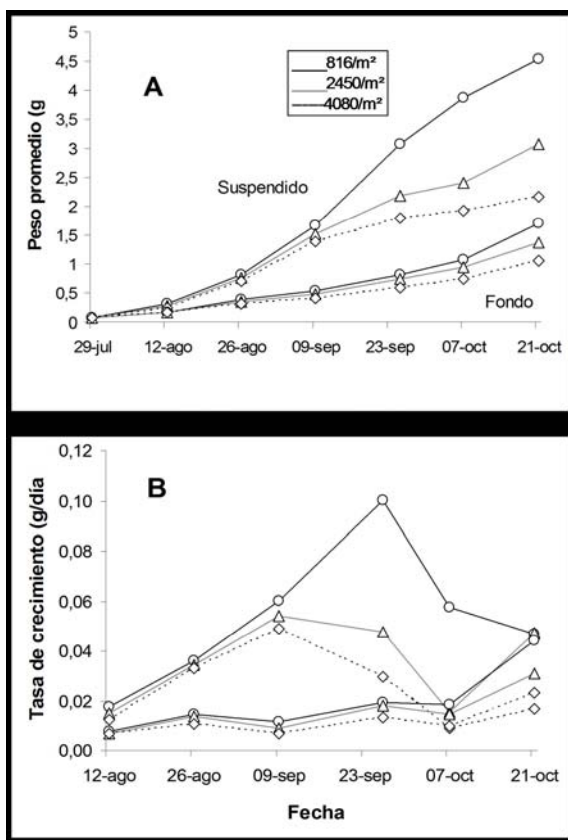 A
816/m²
2450/m²
4080/m²
Peso promedio (g
5
4,5
4
3,5
3
2,5
2
1,5
1
0,5
0
Suspendido
Fondo
29-jul 12-ago 26-ago 09-sep 23-sep 07-oct 21-oct
B
Tasa de crecimiento (g/día
0,12
0,10
0,08
0,06
0,04
0,02
0,00
12-ago 26-ago 09-sep 23-sep 07-oct 21-oct
Fecha